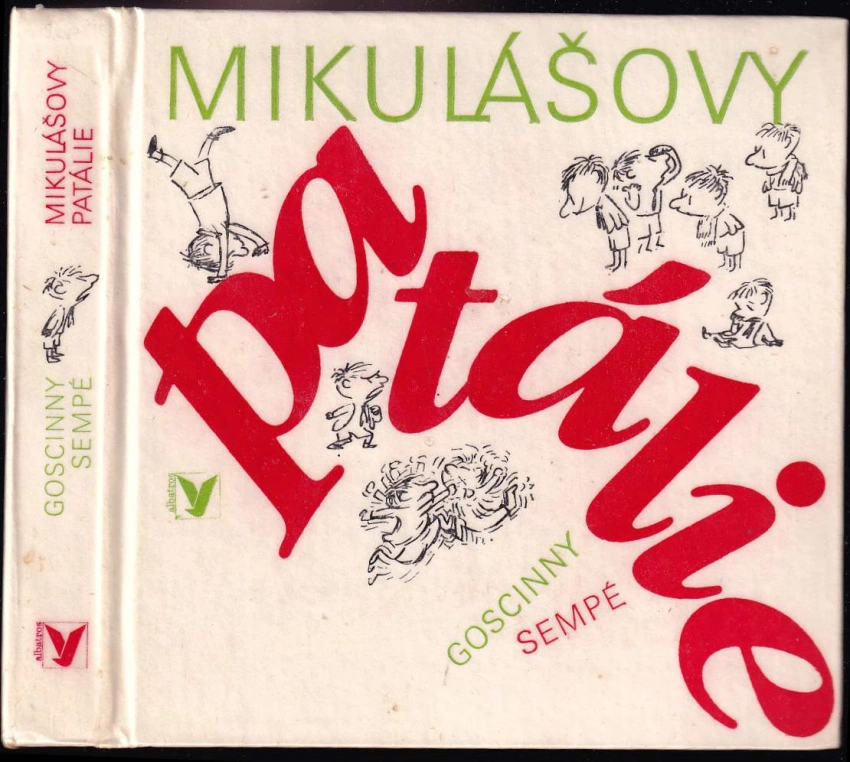 MIKULÁŠOVY
PATÁLIE
GOSCINNY
SEMPÉ
albatros
MIKULÁŠOVY
patálie
albatros
GOSCINNY
SEMPÉ